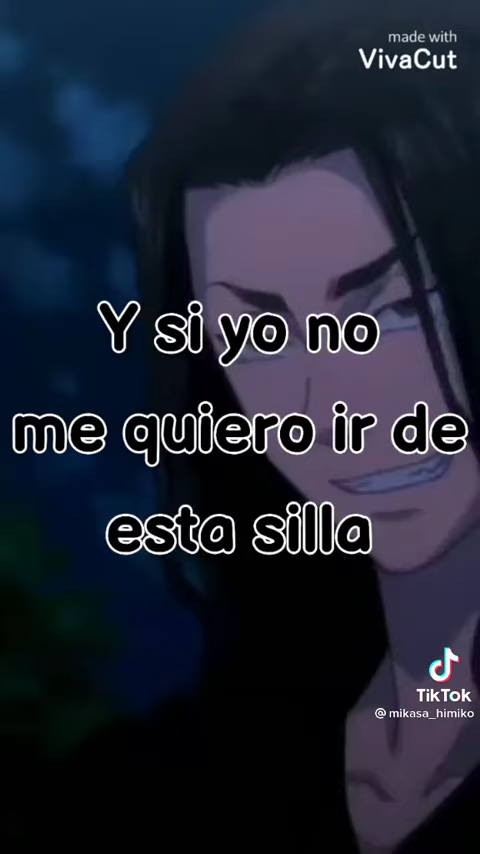 made with
VivaCut
Y si yo no
me quiero ir de
esta silla
TikTok
@mikasa_himiko